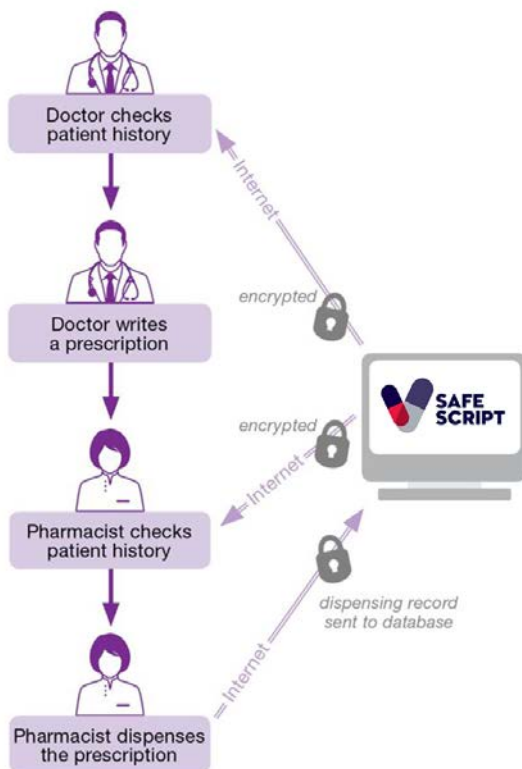 Doctor checks
patient history
Internet
encrypted
Doctor writes
a prescription
SAFE
SCRIPT
encrypted
Internet
Pharmacist checks
patient history
dispensing record
sent to database
Internet
Pharmacist dispenses
the prescription